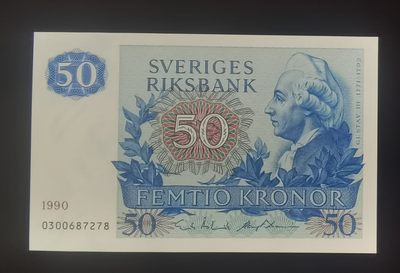 50
SVERIGES
RIKSBANK
50
GUSTAV III 1771-1792
FEMTIO KRONOR
1990
0300687278
50
50